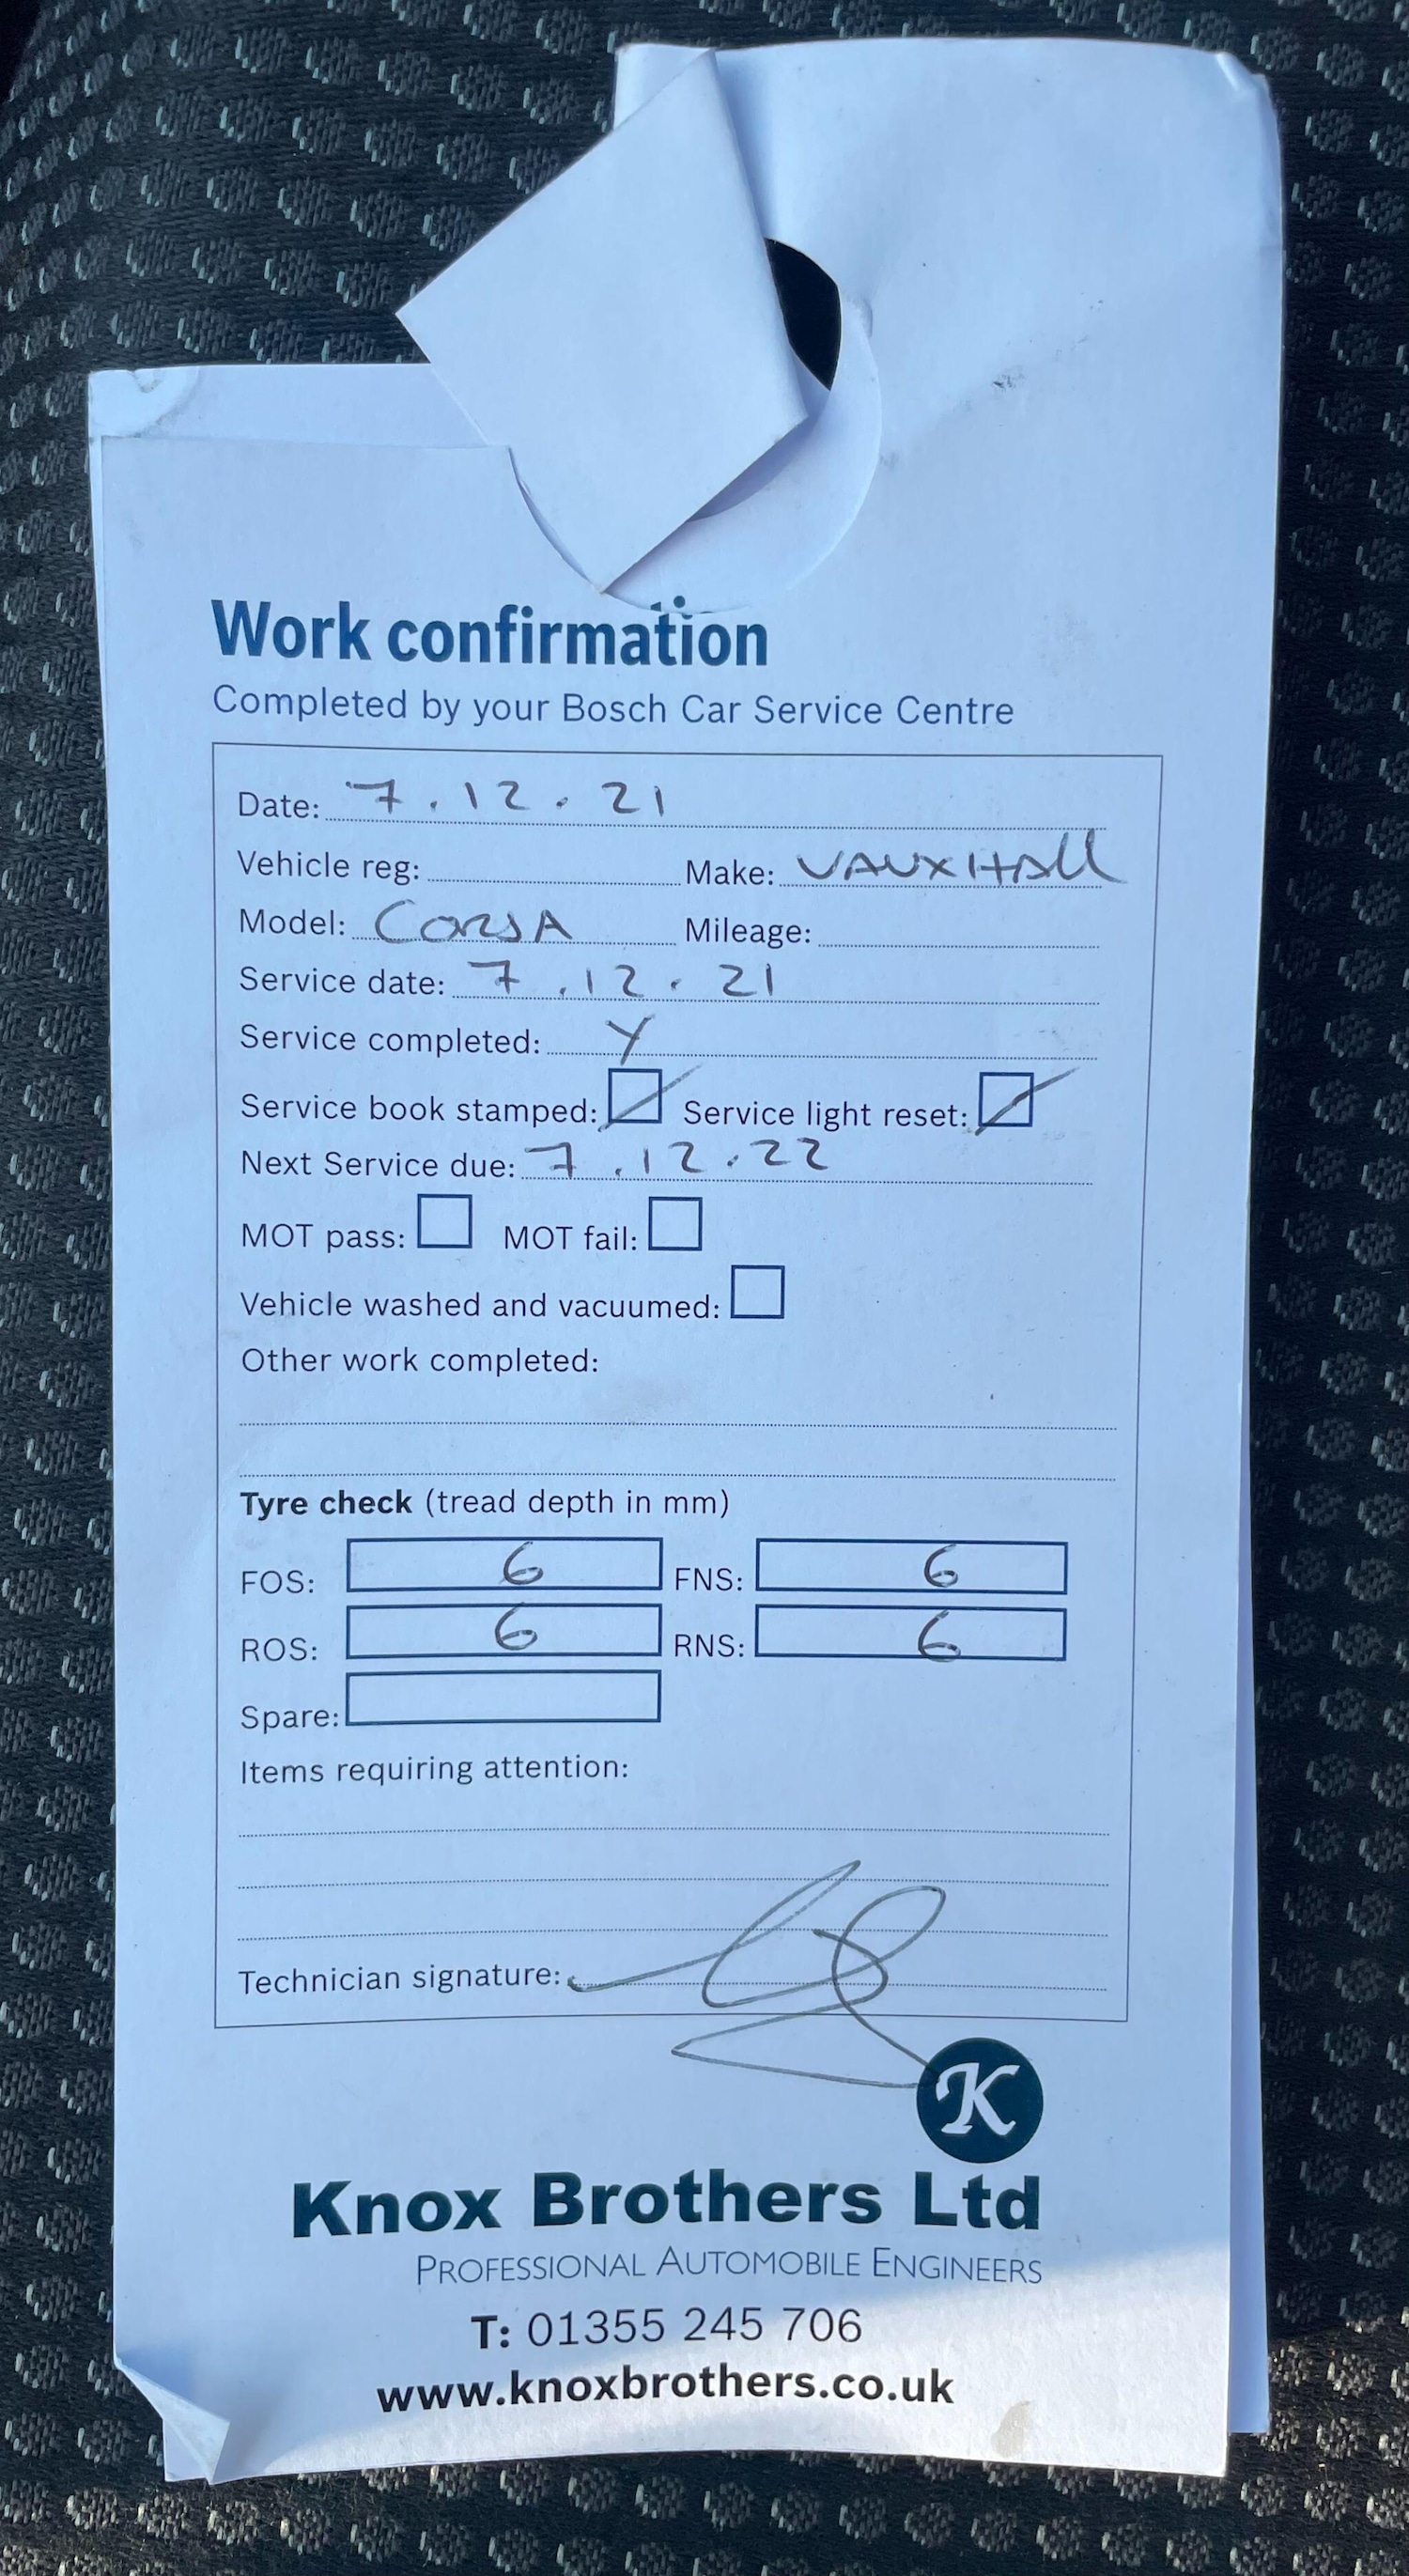 Work confirmation
Completed by your Bosch Car Service Centre
Date: 7.12.21
Vehicle reg: Make: VAUXHAll
Model: CORSA Mileage:
Service date: 7.12.21
Service completed: Y
Service book stamped: Service light reset:
Next Service due: 7.12.22
MOT pass: MOT fail:
Vehicle washed and vacuumed:
Other work completed:
Tyre check (tread depth in mm)
FOS: 6 FNS: 6
ROS: 6 RNS: 6
Spare:
Items requiring attention:
Technician signature:
K
Knox Brothers Ltd
PROFESSIONAL AUTOMOBILE ENGINEERS
T: 01355 245 706
www.knoxbrothers.co.uk